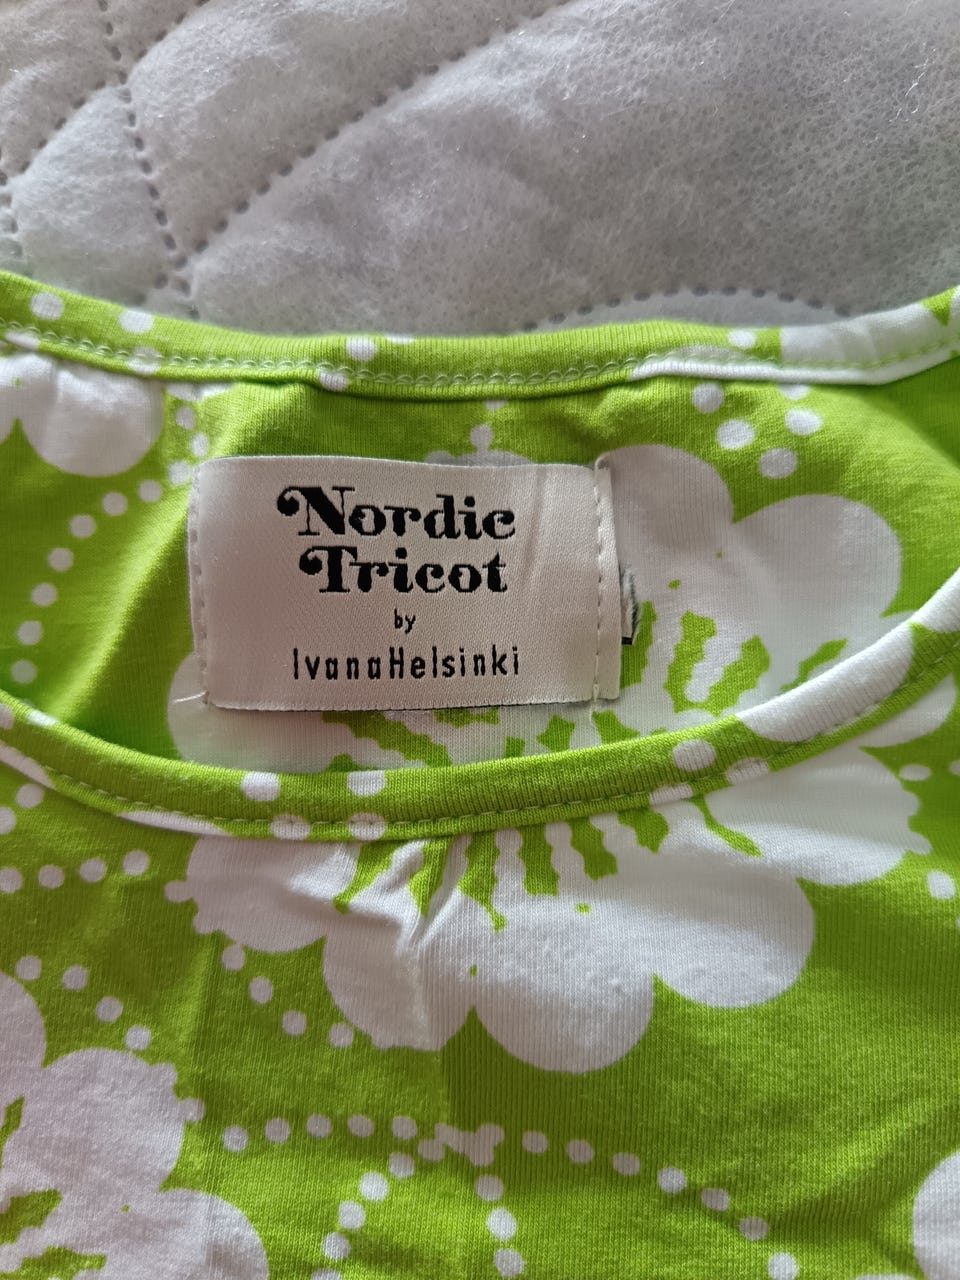 Nordic
Tricot
by
IvanaHelsinki